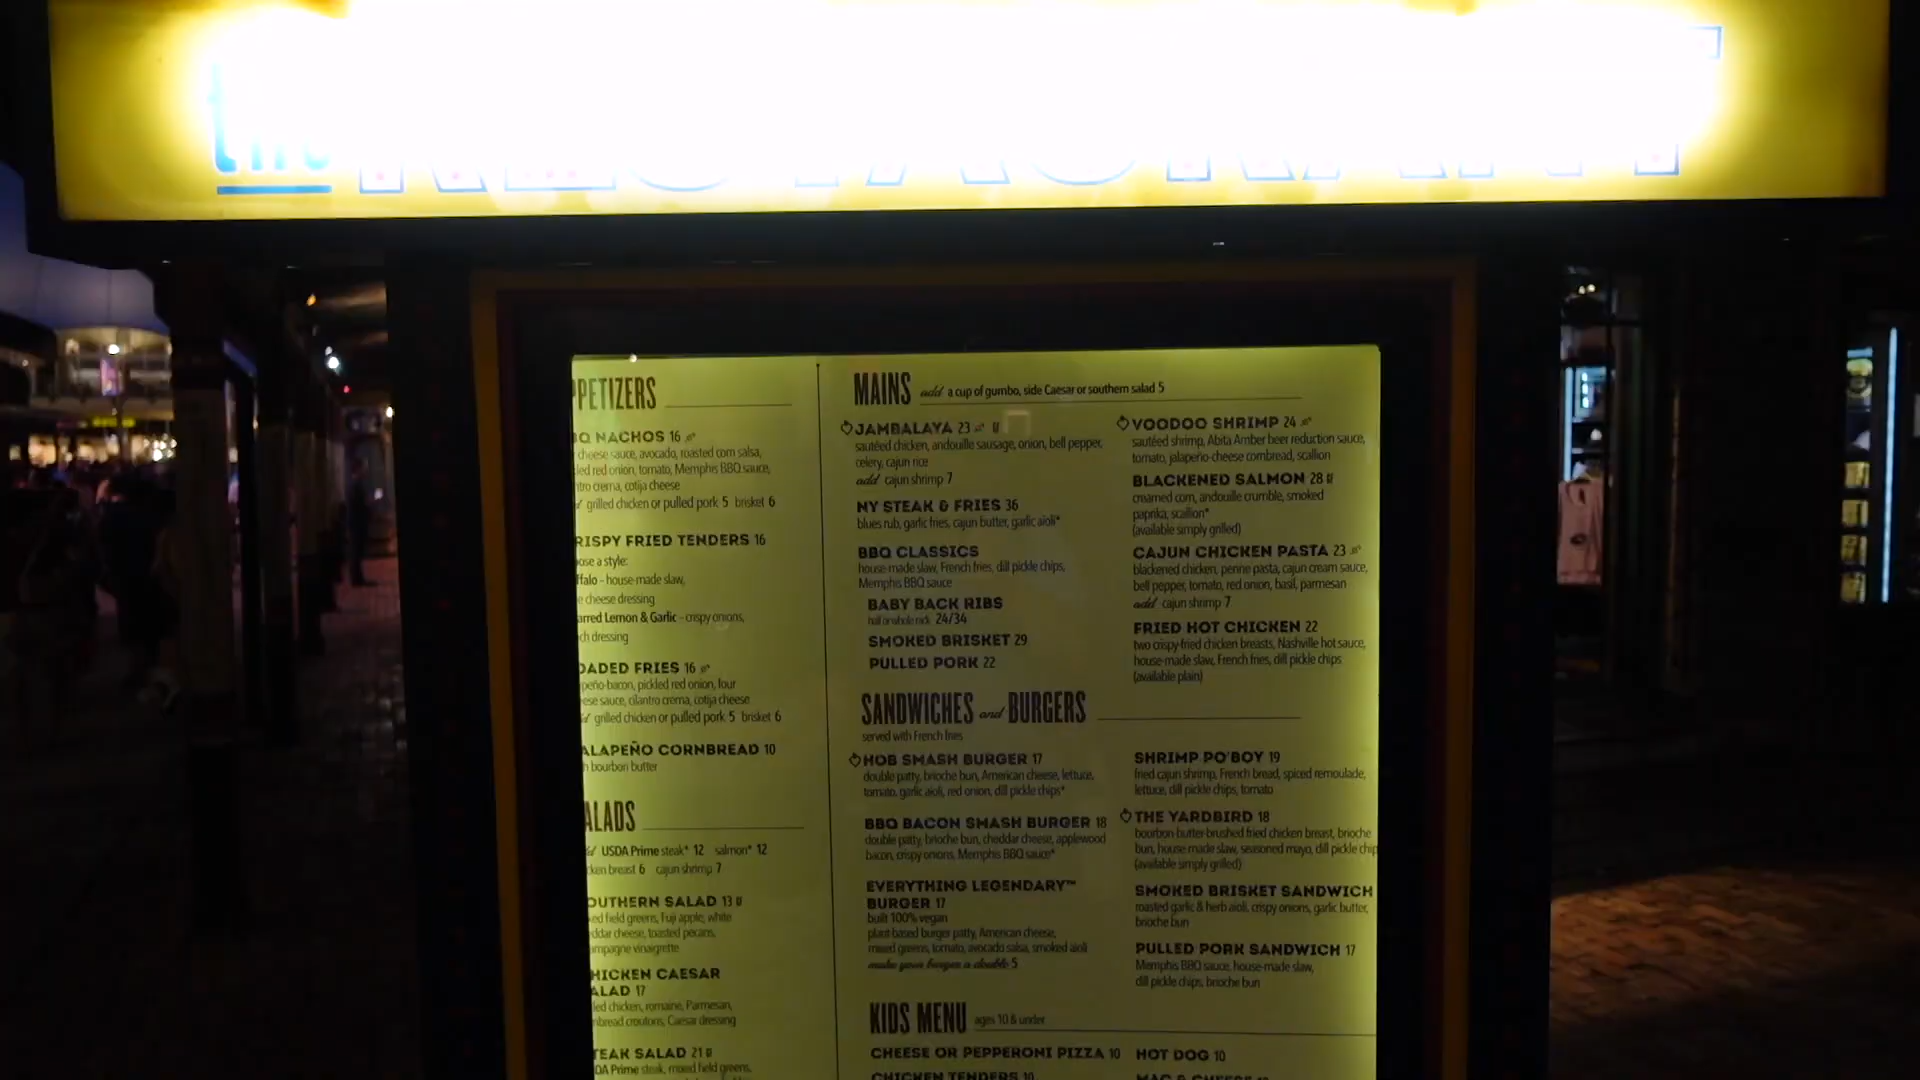 the RESTAURANT
PPETIZERS
Q NACHOS 16
cheese sauce, avocado, roasted corn salsa,
led red onion, tomato, Memphis BBQ sauce,
ntro crema, cotija cheese
grilled chicken or pulled pork 5 brisket 6
RISPY FRIED TENDERS 16
ose a style:
ffalo - house-made slaw,
e cheese dressing
arred Lemon & Garlic - crispy onions,
ch dressing
OADED FRIES 16
peño-bacon, pickled red onion, four
ese sauce, cilantro crema, cotija cheese
grilled chicken or pulled pork 5 brisket 6
ALAPEÑO CORNBREAD 10
h bourbon butter
ALADS
USDA Prime steak* 12 salmon* 12
ken breast 6 cajun shrimp 7
OUTHERN SALAD 13
ed field greens, Fuji apple, white
ddar cheese, toasted pecans,
ampagne vinaigrette
HICKEN CAESAR
ALAD 17
led chicken, romaine, Parmesan,
nbread croutons, Caesar dressing
TEAK SALAD 21
DA Prime steak, mixed field greens,
MAINS add a cup of gumbo, side Caesar or southern salad 5
JAMBALAYA 23
sautéed chicken, andouille sausage, onion, bell pepper,
celery, cajun rice
add cajun shrimp 7
NY STEAK & FRIES 36
blues rub, garlic fries, cajun butter, garlic aioli*
BBQ CLASSICS
house-made slaw, French fries, dill pickle chips,
Memphis BBQ sauce
BABY BACK RIBS
half or whole rack 24/34
SMOKED BRISKET 29
PULLED PORK 22
VOODOO SHRIMP 24
sautéed shrimp, Abita Amber beer reduction sauce,
tomato, jalapeño-cheese cornbread, scallion
BLACKENED SALMON 28
creamed corn, andouille crumble, smoked
paprika, scallion*
(available simply grilled)
CAJUN CHICKEN PASTA 23
blackened chicken, penne pasta, cajun cream sauce,
bell pepper, tomato, red onion, basil, parmesan
add cajun shrimp 7
FRIED HOT CHICKEN 22
two crispy-fried chicken breasts, Nashville hot sauce,
house-made slaw, French fries, dill pickle chips
(available plain)
SANDWICHES and BURGERS
served with French fries
HOB SMASH BURGER 17
double patty, brioche bun, American cheese, lettuce,
tomato, garlic aioli, red onion, dill pickle chips*
BBQ BACON SMASH BURGER 18
double patty, brioche bun, cheddar cheese, applewood
bacon, crispy onions, Memphis BBQ sauce*
EVERYTHING LEGENDARY™
BURGER 17
built 100% vegan
plant-based burger patty, American cheese,
mixed greens, tomato, avocado salsa, smoked aioli
make your burger a double 5
SHRIMP PO'BOY 19
fried cajun shrimp, French bread, spiced remoulade,
lettuce, dill pickle chips, tomato
THE YARDBIRD 18
bourbon-butter-brushed fried chicken breast, brioche
bun, house made slaw, seasoned mayo, dill pickle chip
(available simply grilled)
SMOKED BRISKET SANDWICH
roasted garlic & herb aioli, crispy onions, garlic butter,
brioche bun
PULLED PORK SANDWICH 17
Memphis BBQ sauce, house-made slaw,
dill pickle chips, brioche bun
KIDS MENU ages 10 & under
CHEESE OR PEPPERONI PIZZA 10
CHICKEN TENDERS 10
HOT DOG 10
MAC & CHEESE